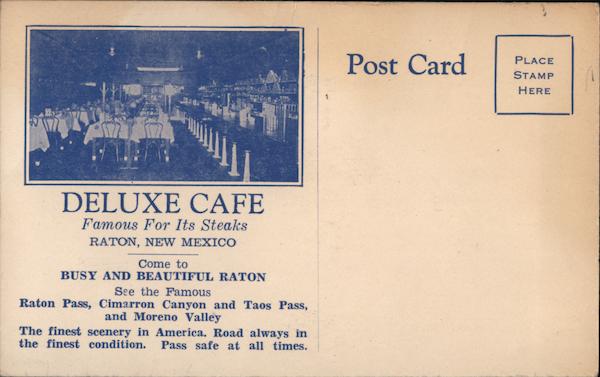 DELUXE CAFE
Famous For Its Steaks
RATON, NEW MEXICO
Come to
BUSY AND BEAUTIFUL RATON
See the Famous
Raton Pass, Cimarron Canyon and Taos Pass,
and Moreno Valley
The finest scenery in America. Road always in
the finest condition. Pass safe at all times.
Post Card
PLACE
STAMP
HERE